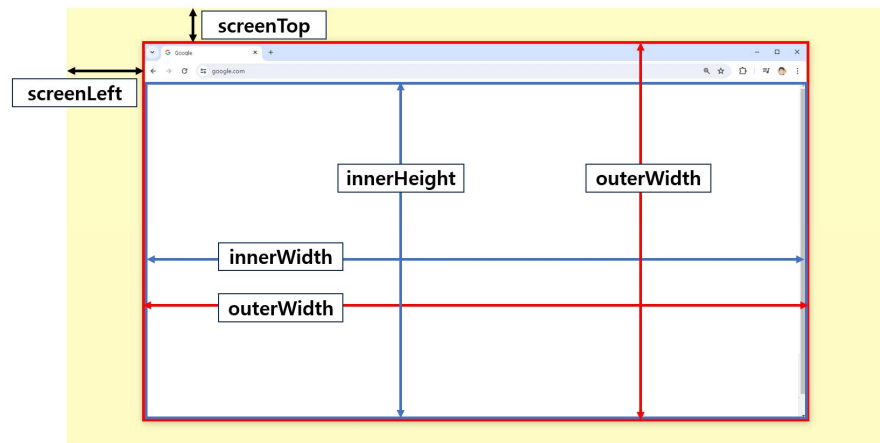 screenTop
Google
google.com
screenLeft
innerHeight
outerWidth
innerWidth
outerWidth